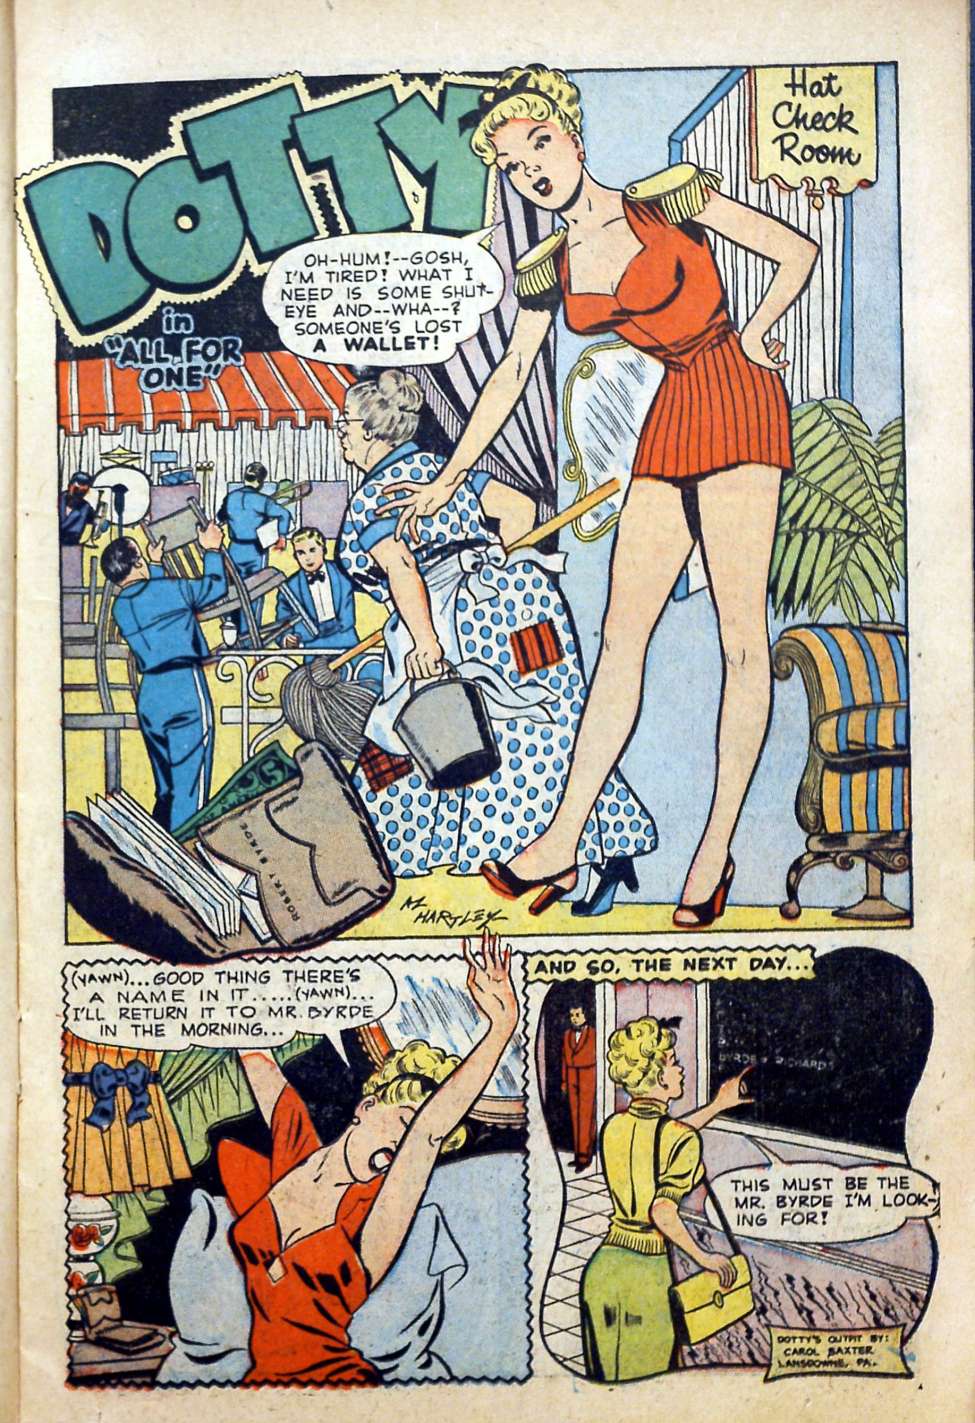 DOTTY
in
"ALL FOR
ONE"
Hat
Check
Room
OH-HUM!--GOSH,
I'M TIRED! WHAT I
NEED IS SOME SHUT-
EYE AND--WHA--?
SOMEONE'S LOST
A WALLET!
ROBERT BYRDE
AL
HARTLEY
(YAWN)...GOOD THING THERE'S
A NAME IN IT.....(YAWN)...
I'LL RETURN IT TO MR. BYRDE
IN THE MORNING...
AND SO, THE NEXT DAY...
BYRDE & RICHARDS
THIS MUST BE THE
MR. BYRDE I'M LOOK-
ING FOR!
DOTTY'S OUTFIT BY:
CAROL BAXTER
LANSDOWNE, PA.